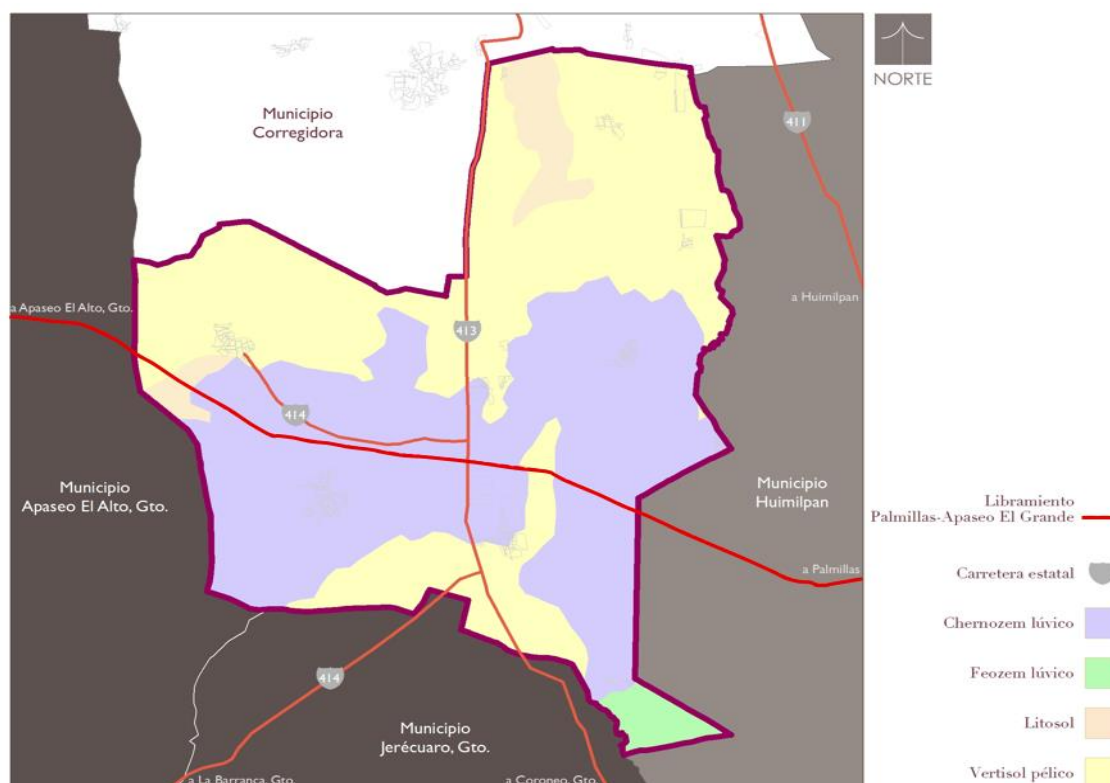 NORTE
Municipio
Corregidora
411
a Apaseo El Alto, Gto.
a Huimilpan
413
414
Municipio
Apaseo El Alto, Gto.
Municipio
Huimilpan
a Palmillas
414
Municipio
Jerécuaro, Gto.
a La Barranca, Gto.
a Coroneo, Gto.
Libramiento
Palmillas-Apaseo El Grande
Carretera estatal
Chernozem lúvico
Feozem lúvico
Litosol
Vertisol pélico